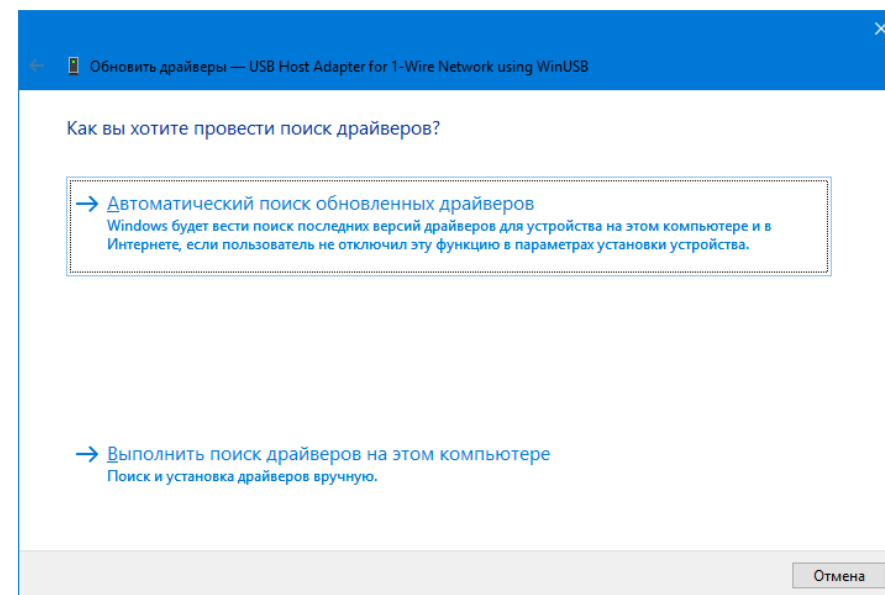 Обновить драйверы — USB Host Adapter for 1-Wire Network using WinUSB
Как вы хотите провести поиск драйверов?
Автоматический поиск обновленных драйверов
Windows будет вести поиск последних версий драйверов для устройства на этом компьютере и в
Интернете, если пользователь не отключил эту функцию в параметрах установки устройства.
Выполнить поиск драйверов на этом компьютере
Поиск и установка драйверов вручную.
Отмена